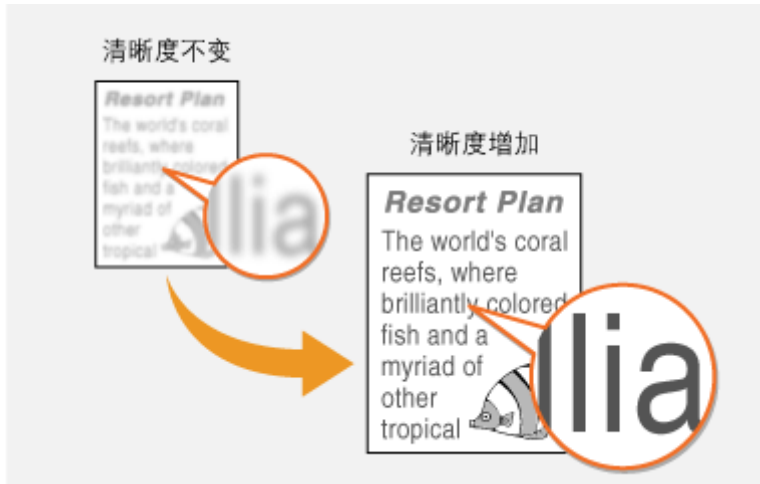 清晰度不变
Resort Plan
The world's coral
reefs, where
brilliantly colored
fish and a
myriad of
other
tropical
llia
清晰度增加
Resort Plan
The world's coral
reefs, where
brilliantly colored
fish and a
myriad of
other
tropical
llia